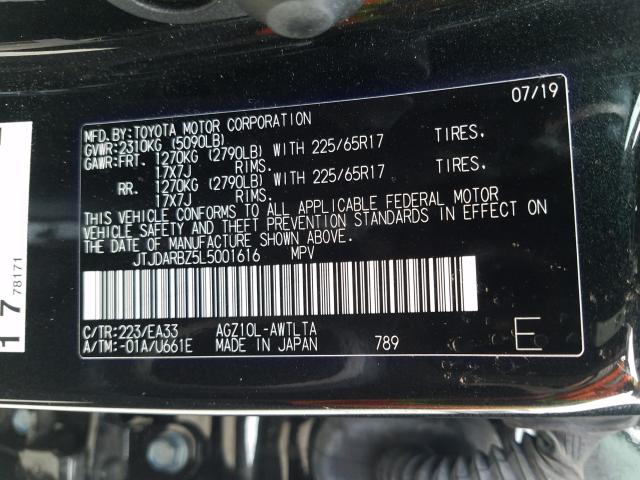 07/19
MFD.BY:TOYOTA MOTOR CORPORATION
GVWR:2310KG (5090LB)
GAWR:FRT. 1270KG (2790LB) WITH 225/65R17 TIRES.
17X7J RIMS.
RR. 1270KG (2790LB) WITH 225/65R17 TIRES.
17X7J RIMS.
THIS VEHICLE CONFORMS TO ALL APPLICABLE FEDERAL MOTOR
VEHICLE SAFETY AND THEFT PREVENTION STANDARDS IN EFFECT ON
THE DATE OF MANUFACTURE SHOWN ABOVE.
JTJDARBZ5L5001616 MPV
C/TR:223/EA33 AGZ10L-AWTLTA
A/TM:-01A/U661E MADE IN JAPAN 789 E
17
78171